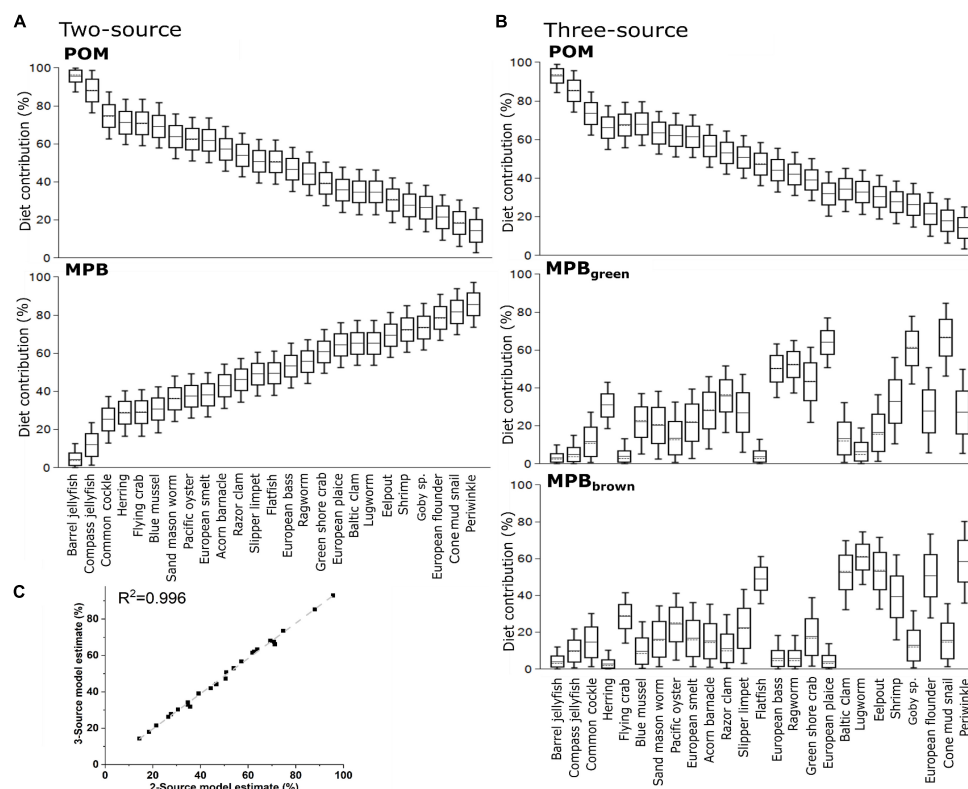 A
Two-source
POM
Diet contribution (%)
100
80
60
40
20
0
MPB
Diet contribution (%)
100
80
60
40
20
0
Barrel jellyfish
Compass jellyfish
Common cockle
Herring
Flying crab
Blue mussel
Sand mason worm
Pacific oyster
European smelt
Acorn barnacle
Razor clam
Slipper limpet
Flatfish
European bass
Ragworm
Green shore crab
European plaice
Baltic clam
Lugworm
Eelpout
Shrimp
Goby sp.
European flounder
Cone mud snail
Periwinkle
B
Three-source
POM
Diet contribution (%)
100
80
60
40
20
0
MPBgreen
Diet contribution (%)
100
80
60
40
20
0
MPBbrown
Diet contribution (%)
100
80
60
40
20
0
Barrel jellyfish
Compass jellyfish
Common cockle
Herring
Flying crab
Blue mussel
Sand mason worm
Pacific oyster
European smelt
Acorn barnacle
Razor clam
Slipper limpet
Flatfish
European bass
Ragworm
Green shore crab
European plaice
Baltic clam
Lugworm
Eelpout
Shrimp
Goby sp.
European flounder
Cone mud snail
Periwinkle
C
R²=0.996
3-Source model estimate (%)
80
60
40
20
0
0 20 40 60 80 100
2-Source model estimate (%)